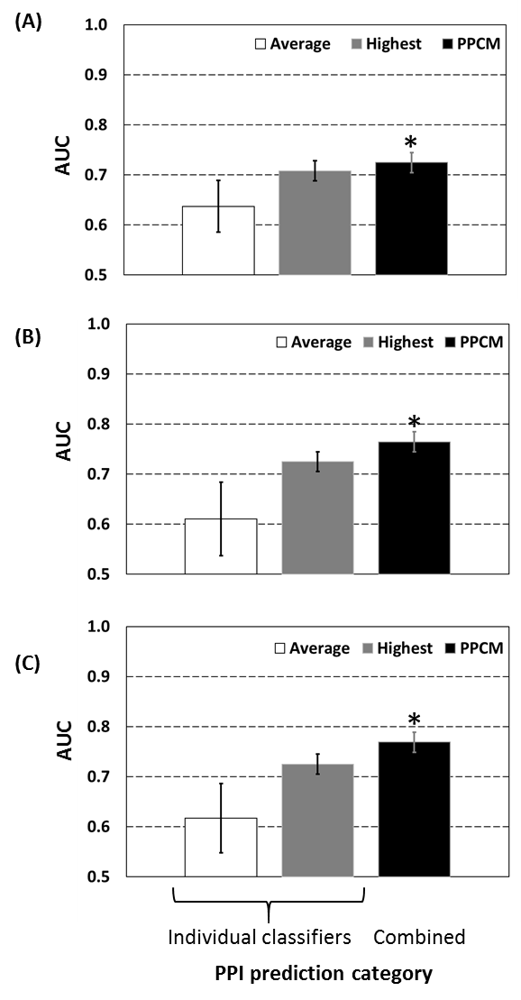 (A)
1.0
Average Highest PPCM
0.9
0.8
*
0.7
0.6
0.5
AUC
(B)
1.0
Average Highest PPCM
0.9
0.8
*
0.7
0.6
0.5
AUC
(C)
1.0
Average Highest PPCM
0.9
0.8
*
0.7
0.6
0.5
AUC
Individual classifiers Combined
PPI prediction category